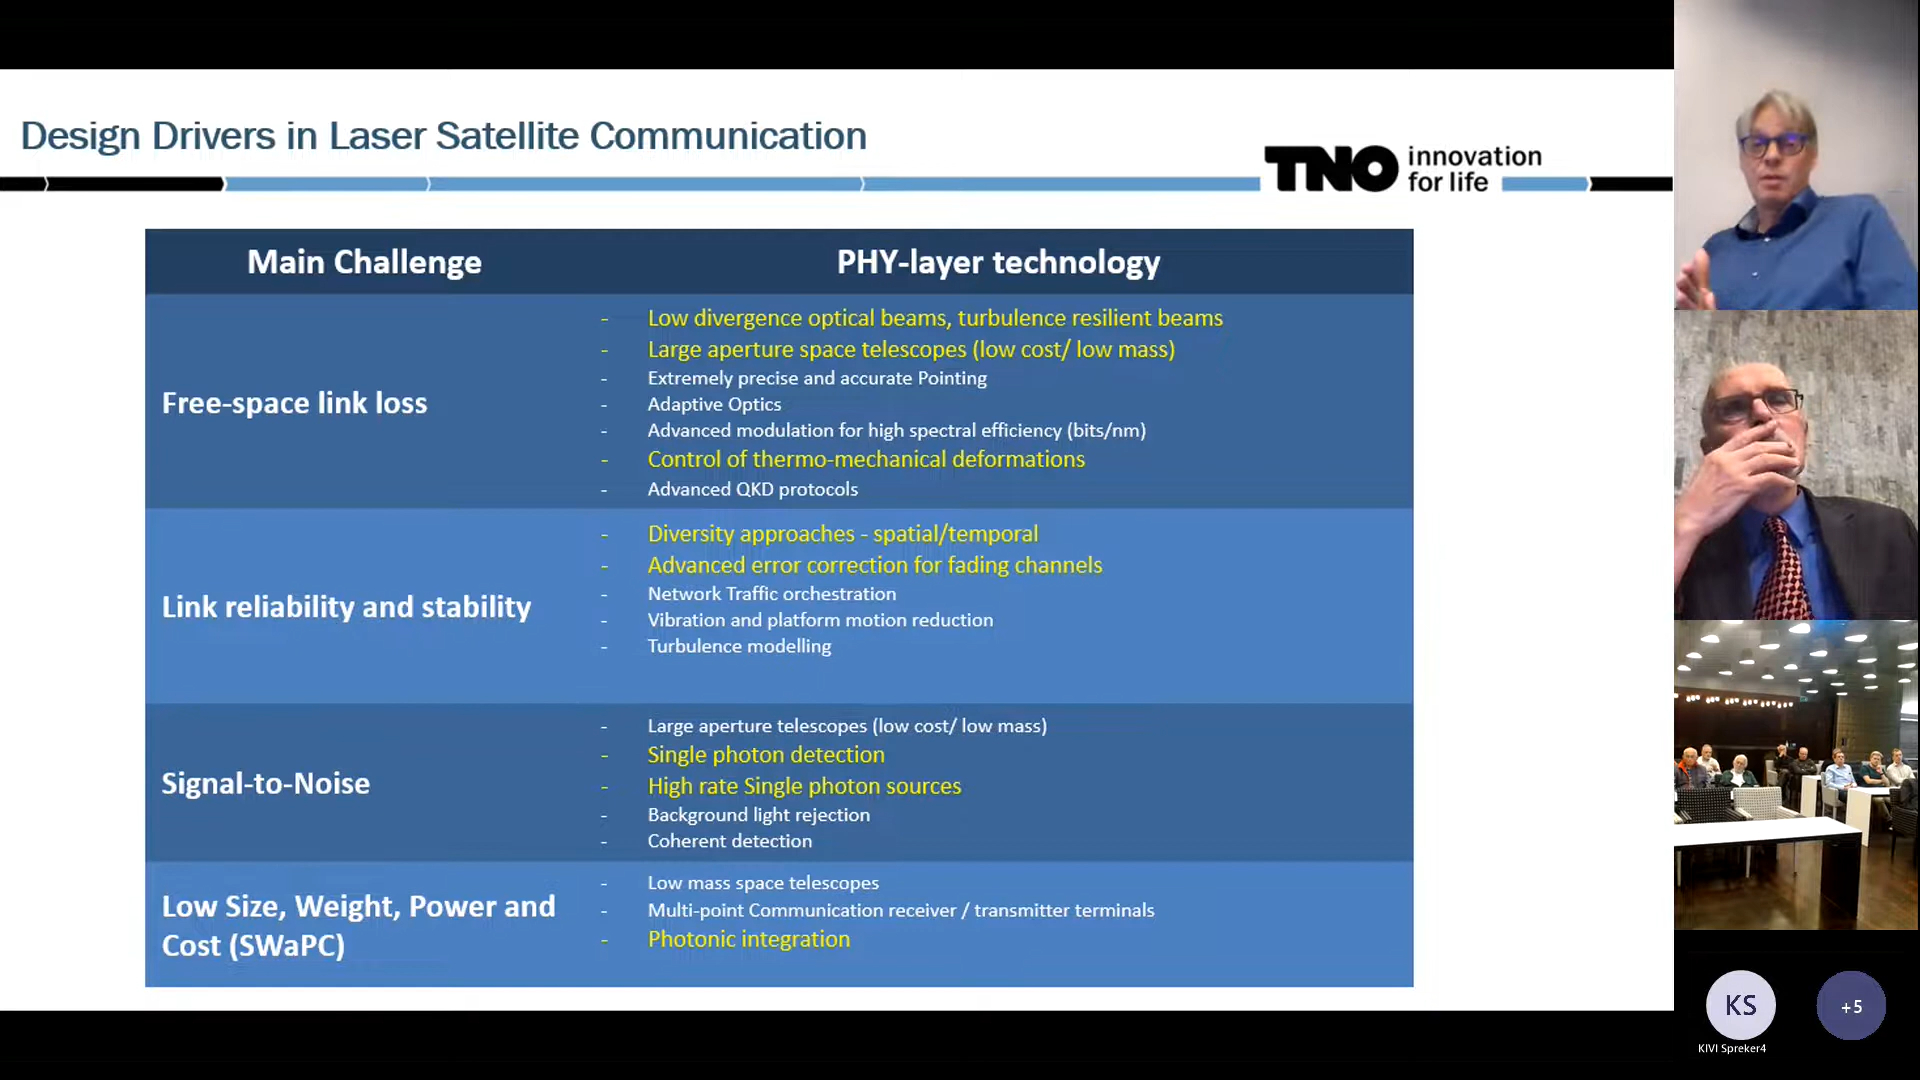 Design Drivers in Laser Satellite Communication
TNO innovation
for life
Main Challenge
PHY-layer technology
Free-space link loss
- Low divergence optical beams, turbulence resilient beams
- Large aperture space telescopes (low cost/ low mass)
- Extremely precise and accurate Pointing
- Adaptive Optics
- Advanced modulation for high spectral efficiency (bits/nm)
- Control of thermo-mechanical deformations
- Advanced QKD protocols
Link reliability and stability
- Diversity approaches - spatial/temporal
- Advanced error correction for fading channels
- Network Traffic orchestration
- Vibration and platform motion reduction
- Turbulence modelling
Signal-to-Noise
- Large aperture telescopes (low cost/ low mass)
- Single photon detection
- High rate Single photon sources
- Background light rejection
- Coherent detection
Low Size, Weight, Power and
Cost (SWaPC)
- Low mass space telescopes
- Multi-point Communication receiver / transmitter terminals
- Photonic integration
KS
+5
KIVI Spreker4